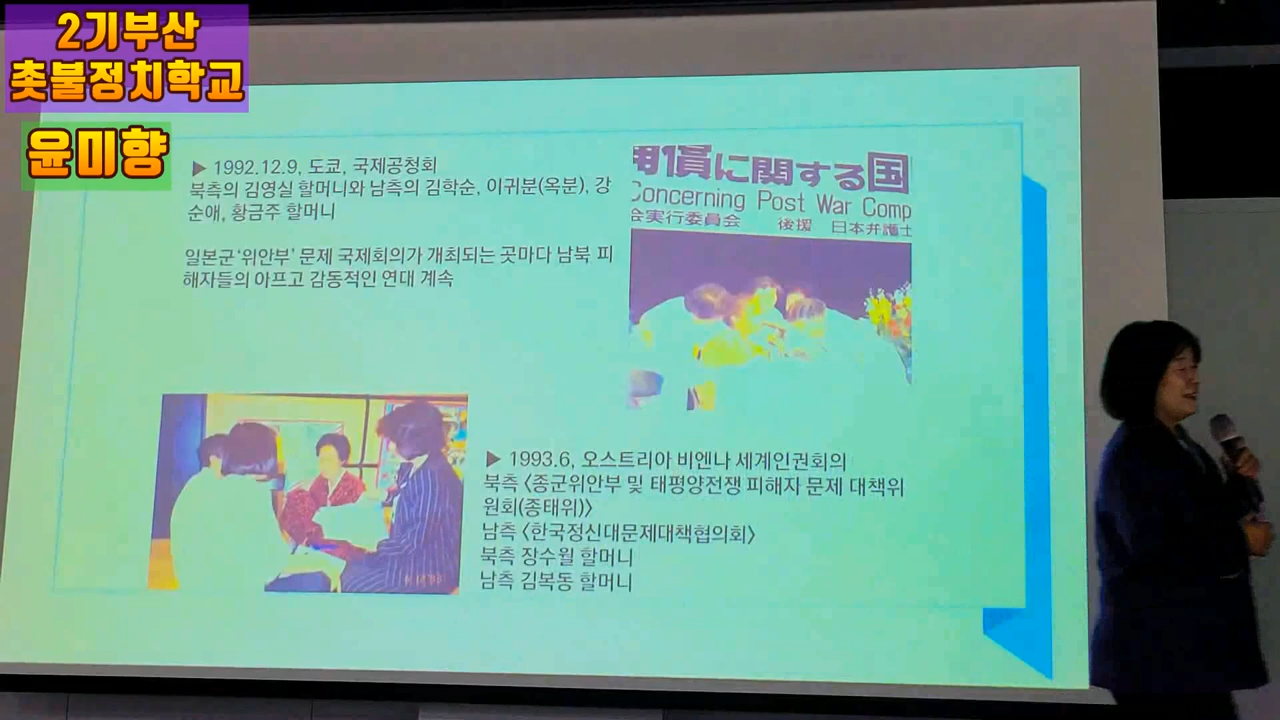 2기부산
촛불정치학교
윤미향
▶ 1992.12.9, 도쿄, 국제공청회
북측의 김영실 할머니와 남측의 김학순, 이귀분(옥분), 강
순애, 황금주 할머니
일본군‘위안부’ 문제 국제회의가 개최되는 곳마다 남북 피
해자들의 아프고 감동적인 연대 계속
償に関する国
Concerning Post War Comp
会実行委員会 後援 日本弁護士
▶ 1993.6, 오스트리아 비엔나 세계인권회의
북측 〈종군위안부 및 태평양전쟁 피해자 문제 대책위
원회(종태위)〉
남측 〈한국정신대문제대책협의회〉
북측 장수월 할머니
남측 김복동 할머니